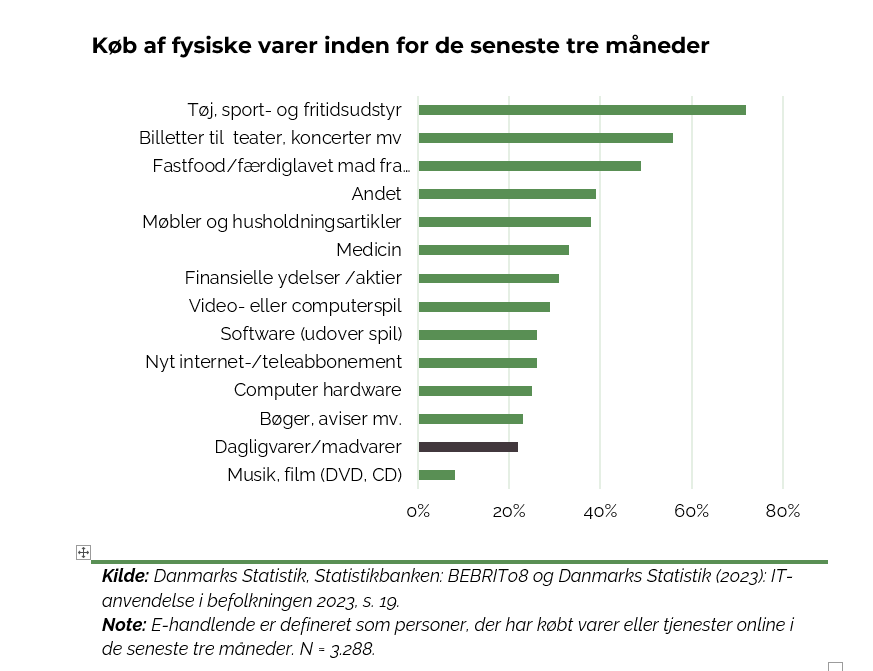 Køb af fysiske varer inden for de seneste tre måneder
Tøj, sport- og fritidsudstyr
Billetter til teater, koncerter mv
Fastfood/færdiglavet mad fra…
Andet
Møbler og husholdningsartikler
Medicin
Finansielle ydelser /aktier
Video- eller computerspil
Software (udover spil)
Nyt internet-/teleabbonement
Computer hardware
Bøger, aviser mv.
Dagligvarer/madvarer
Musik, film (DVD, CD)
0% 20% 40% 60% 80%
Kilde: Danmarks Statistik, Statistikbanken: BEBRIT08 og Danmarks Statistik (2023): IT-
anvendelse i befolkningen 2023, s. 19.
Note: E-handlende er defineret som personer, der har købt varer eller tjenester online i
de seneste tre måneder. N = 3.288.